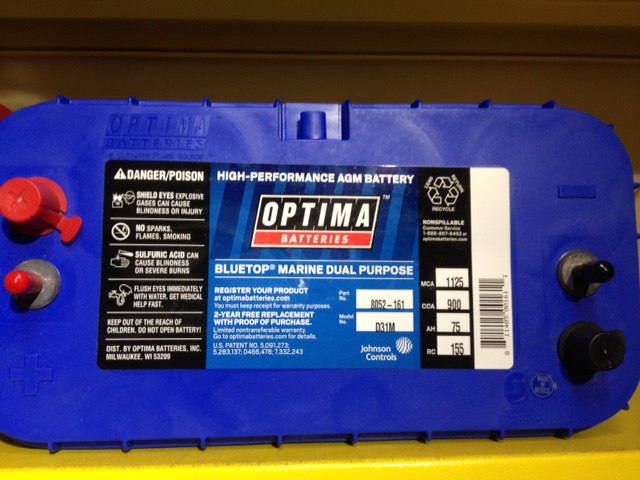 OPTIMA
BATTERIES
⚠DANGER/POISON
SHIELD EYES EXPLOSIVE
GASES CAN CAUSE
BLINDNESS OR INJURY
NO SPARKS,
FLAMES, SMOKING
SULFURIC ACID CAN
CAUSE BLINDNESS
OR SEVERE BURNS
FLUSH EYES IMMEDIATELY
WITH WATER. GET MEDICAL
HELP FAST.
KEEP OUT OF THE REACH OF
CHILDREN. DO NOT OPEN BATTERY!
DIST. BY OPTIMA BATTERIES, INC.
MILWAUKEE, WI 53209
HIGH-PERFORMANCE AGM BATTERY
OPTIMA™
BATTERIES
BLUETOP® MARINE DUAL PURPOSE
REGISTER YOUR PRODUCT
at optimabatteries.com
You must keep receipt for warranty purposes.
2-YEAR FREE REPLACEMENT
WITH PROOF OF PURCHASE.
Limited nontransferable warranty.
Go to optimabatteries.com for details.
U.S. PATENT NO. 5,091,273;
5,283,137; D466,478; 7,332,243
Part No. 8052-161
Model No. D31M
Johnson
Controls
LEAD
RETURN
RECYCLE
NONSPILLABLE
Customer Service
1-888-867-8462 or
optimabatteries.com
MCA 1125
CCA 900
AH 75
RC 155
8 11405 00161 1